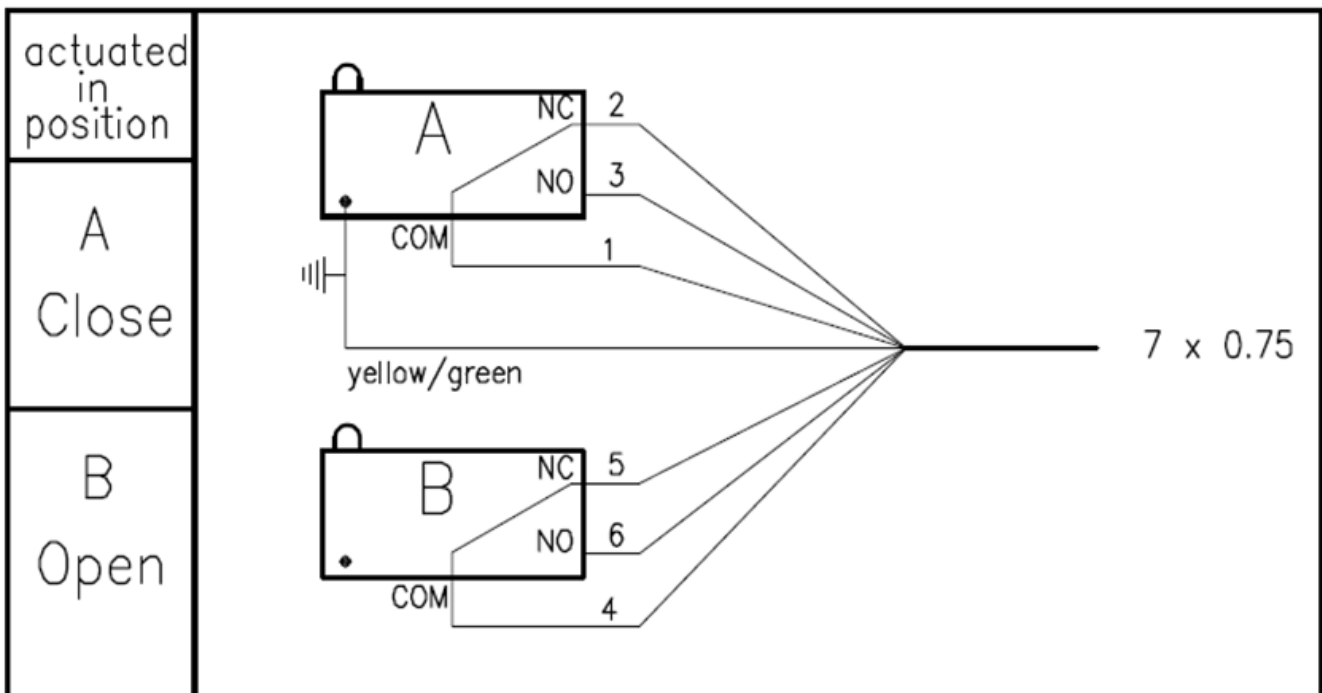 actuated
in
position
A
Close
B
Open
A
NC 2
NO 3
COM
1
yellow/green
7 x 0.75
B
NC 5
NO 6
COM
4